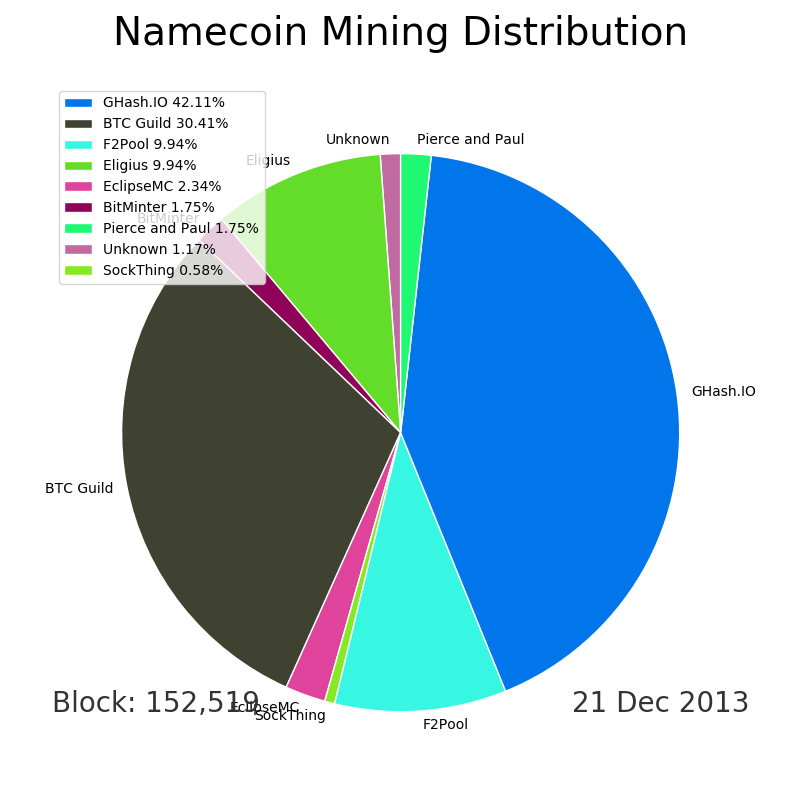 Namecoin Mining Distribution
GHash.IO 42.11%
BTC Guild 30.41%
F2Pool 9.94%
Eligius 9.94%
EclipseMC 2.34%
BitMinter 1.75%
Pierce and Paul 1.75%
Unknown 1.17%
SockThing 0.58%
Unknown
Pierce and Paul
Eligius
BitMinter
GHash.IO
BTC Guild
Block: 152,519
21 Dec 2013
EclipseMC
SockThing
F2Pool